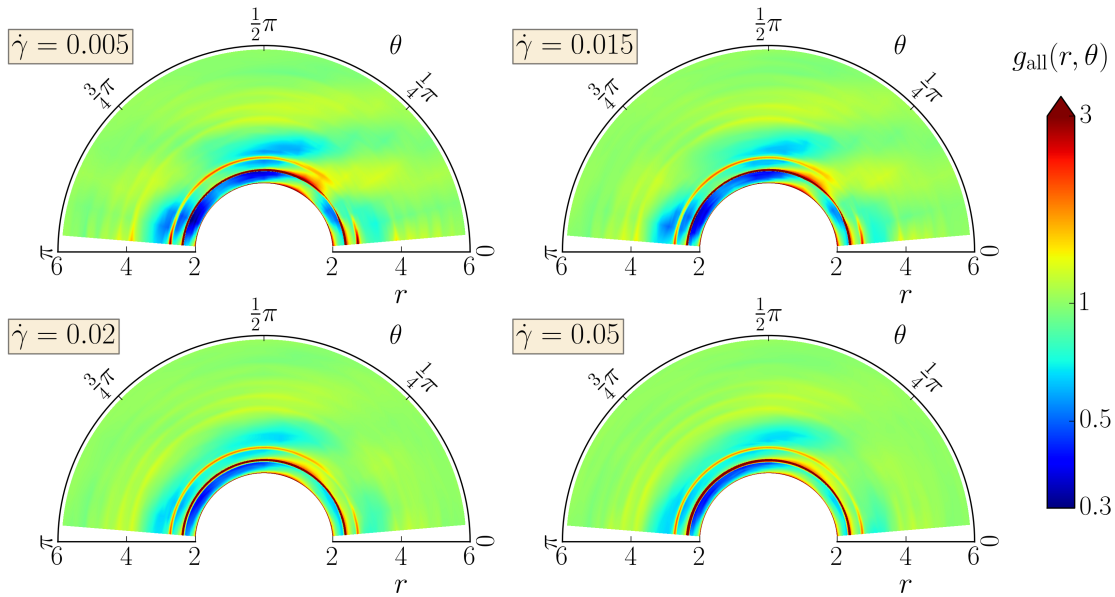 γ̇ = 0.005
½π
θ
¾π
¼π
π
0
6 4 2 2 4 6
r
γ̇ = 0.015
½π
θ
¾π
¼π
π
0
6 4 2 2 4 6
r
g_all(r, θ)
3
1
0.5
0.3
γ̇ = 0.02
½π
θ
¾π
¼π
π
0
6 4 2 2 4 6
r
γ̇ = 0.05
½π
θ
¾π
¼π
π
0
6 4 2 2 4 6
r